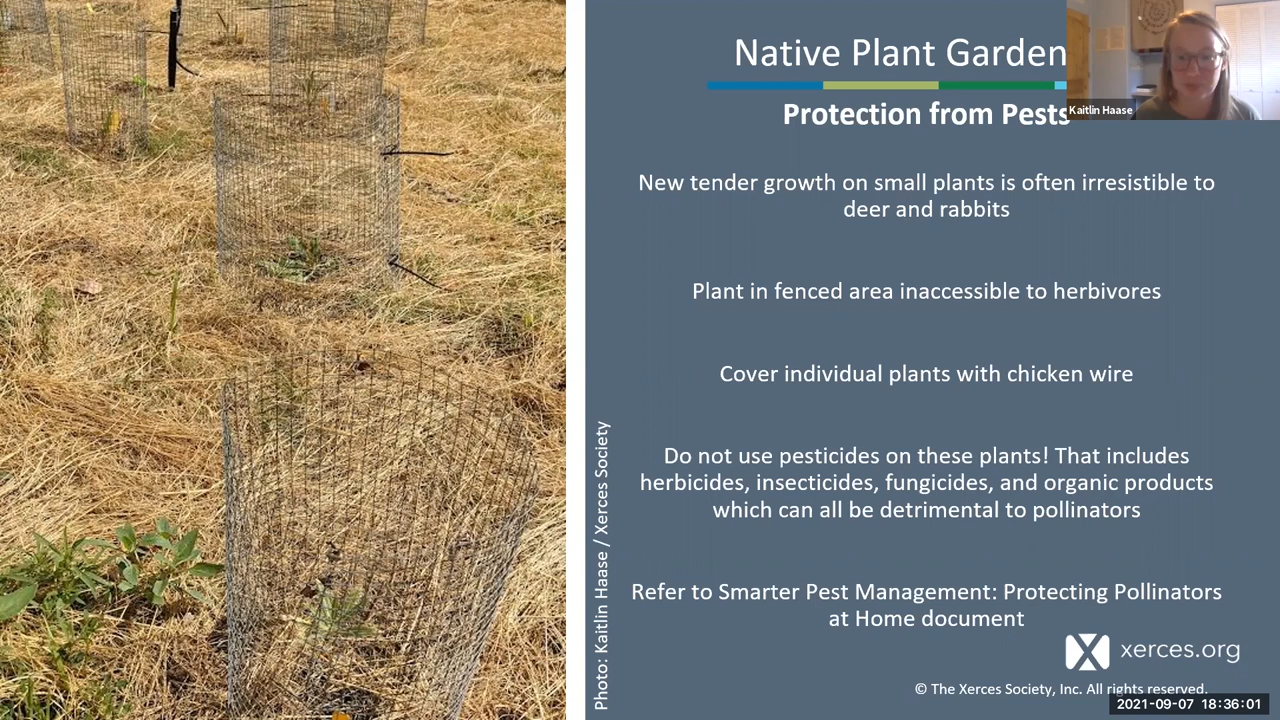 Native Plant Garden
Kaitlin Haase
Protection from Pests
New tender growth on small plants is often irresistible to
deer and rabbits
Plant in fenced area inaccessible to herbivores
Cover individual plants with chicken wire
Do not use pesticides on these plants! That includes
herbicides, insecticides, fungicides, and organic products
which can all be detrimental to pollinators
Refer to Smarter Pest Management: Protecting Pollinators
at Home document
Photo: Kaitlin Haase / Xerces Society
xerces.org
© The Xerces Society, Inc. All rights reserved.
2021-09-07 18:36:01